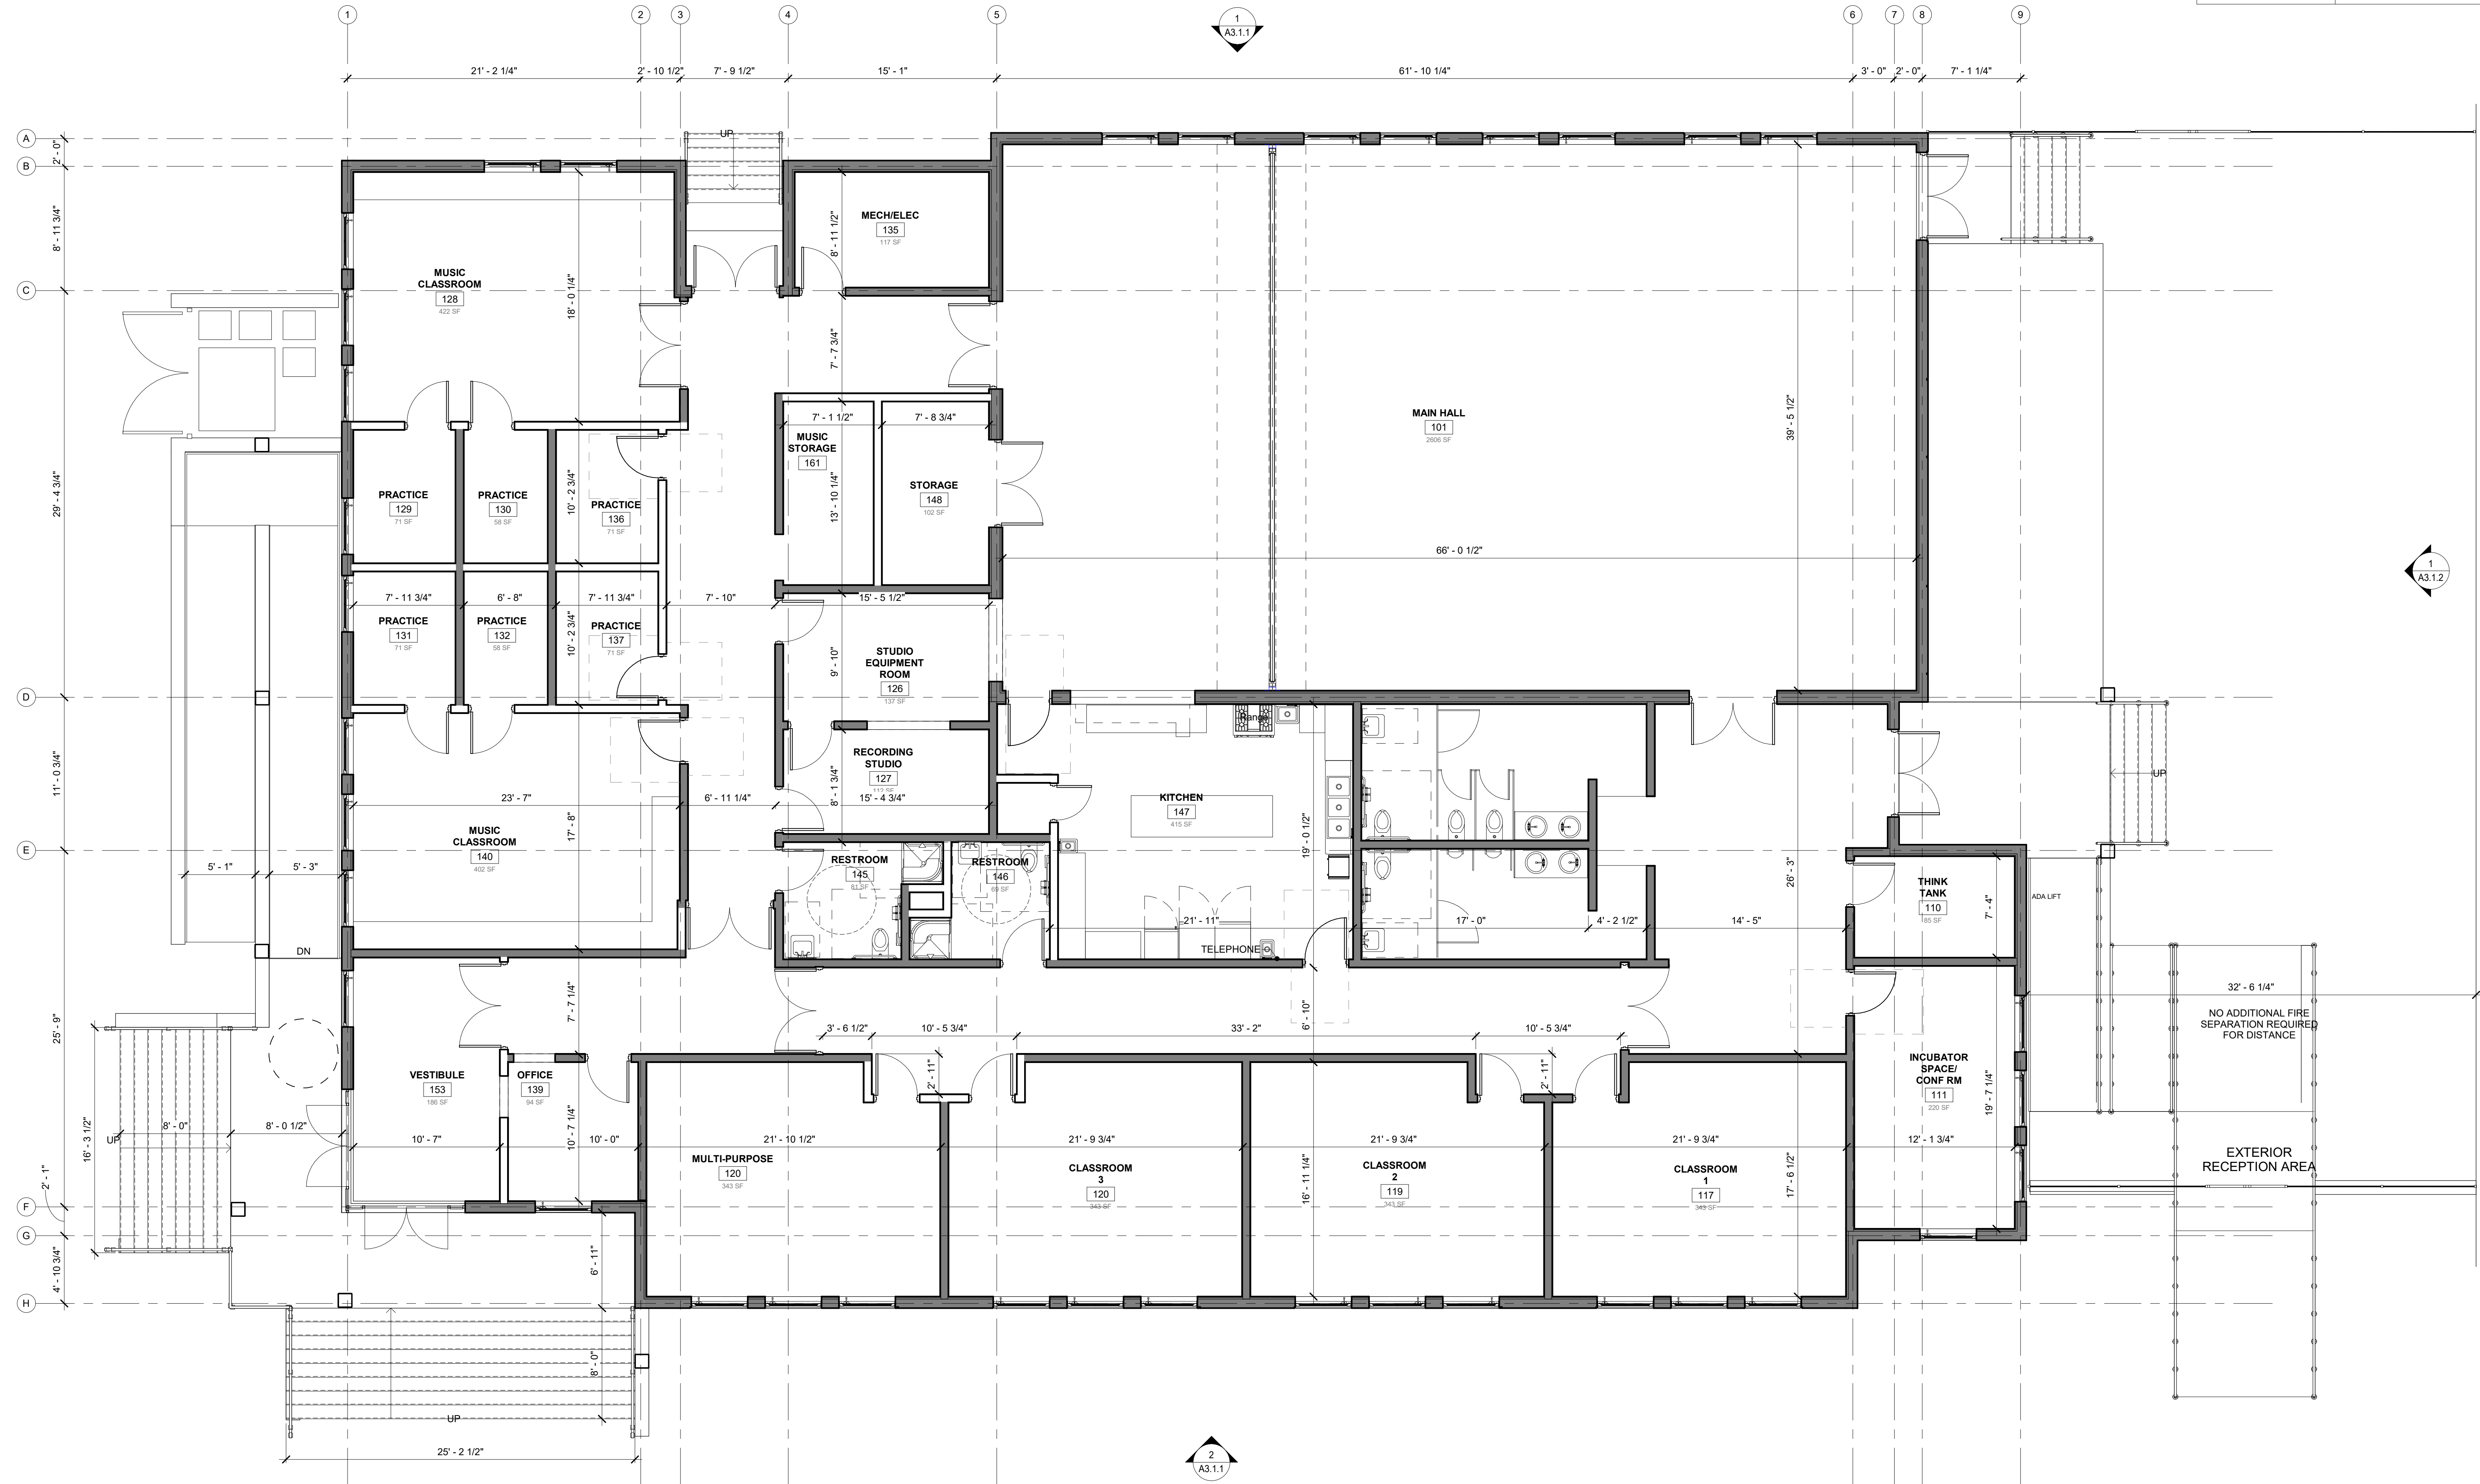 1
2
3
4
5
6
7
8
9
1
A3.1.1
21' - 2 1/4"
2' - 10 1/2"
7' - 9 1/2"
15' - 1"
61' - 10 1/4"
3' - 0"
2' - 0"
7' - 1 1/4"
A
B
C
D
E
F
G
H
2' - 0"
8' - 11 3/4"
29' - 4 3/4"
11' - 0 3/4"
25' - 9"
2' - 1"
4' - 10 3/4"
UP
MUSIC
CLASSROOM
128
422 SF
18' - 0 1/4"
MECH/ELEC
135
117 SF
8' - 11 1/2"
7' - 7 3/4"
MAIN HALL
101
2606 SF
39' - 5 1/2"
66' - 0 1/2"
7' - 1 1/2"
7' - 8 3/4"
MUSIC
STORAGE
161
13' - 10 1/4"
STORAGE
148
102 SF
PRACTICE
129
71 SF
PRACTICE
130
58 SF
10' - 2 3/4"
PRACTICE
136
71 SF
7' - 11 3/4"
6' - 8"
7' - 11 3/4"
7' - 10"
15' - 5 1/2"
PRACTICE
131
71 SF
PRACTICE
132
58 SF
10' - 2 3/4"
PRACTICE
137
71 SF
9' - 10"
STUDIO
EQUIPMENT
ROOM
126
137 SF
1
A3.1.2
Range
RECORDING
STUDIO
127
112 SF
8' - 1 3/4"
23' - 7"
6' - 11 1/4"
15' - 4 3/4"
KITCHEN
147
415 SF
19' - 0 1/2"
UP
MUSIC
CLASSROOM
140
402 SF
17' - 8"
5' - 1"
5' - 3"
DN
RESTROOM
145
81 SF
RESTROOM
146
69 SF
21' - 11"
TELEPHONE
17' - 0"
4' - 2 1/2"
14' - 5"
26' - 3"
THINK
TANK
110
85 SF
7' - 4"
ADA LIFT
32' - 6 1/4"
NO ADDITIONAL FIRE
SEPARATION REQUIRED
FOR DISTANCE
7' - 7 1/4"
3' - 6 1/2"
10' - 5 3/4"
33' - 2"
6' - 10"
10' - 5 3/4"
2' - 11"
2' - 11"
VESTIBULE
153
186 SF
OFFICE
139
94 SF
INCUBATOR
SPACE/
CONF RM
111
220 SF
19' - 7 1/4"
16' - 3 1/2"
UP
8' - 0"
8' - 0 1/2"
10' - 7"
10' - 7 1/4"
10' - 0"
21' - 10 1/2"
21' - 9 3/4"
21' - 9 3/4"
21' - 9 3/4"
12' - 1 3/4"
MULTI-PURPOSE
120
343 SF
CLASSROOM
3
120
343 SF
16' - 11 1/4"
CLASSROOM
2
119
343 SF
CLASSROOM
1
117
343 SF
17' - 6 1/2"
EXTERIOR
RECEPTION AREA
6' - 11"
8' - 0"
UP
25' - 2 1/2"
2
A3.1.1